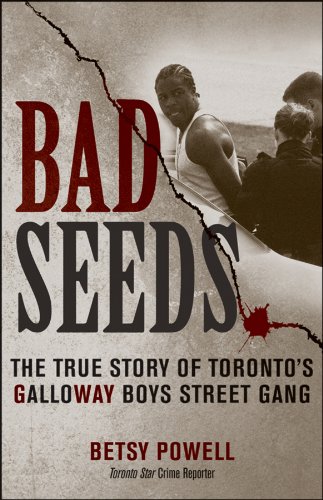 BAD
SEEDS
THE TRUE STORY OF TORONTO'S
GALLOWAY BOYS STREET GANG
BETSY POWELL
Toronto Star Crime Reporter